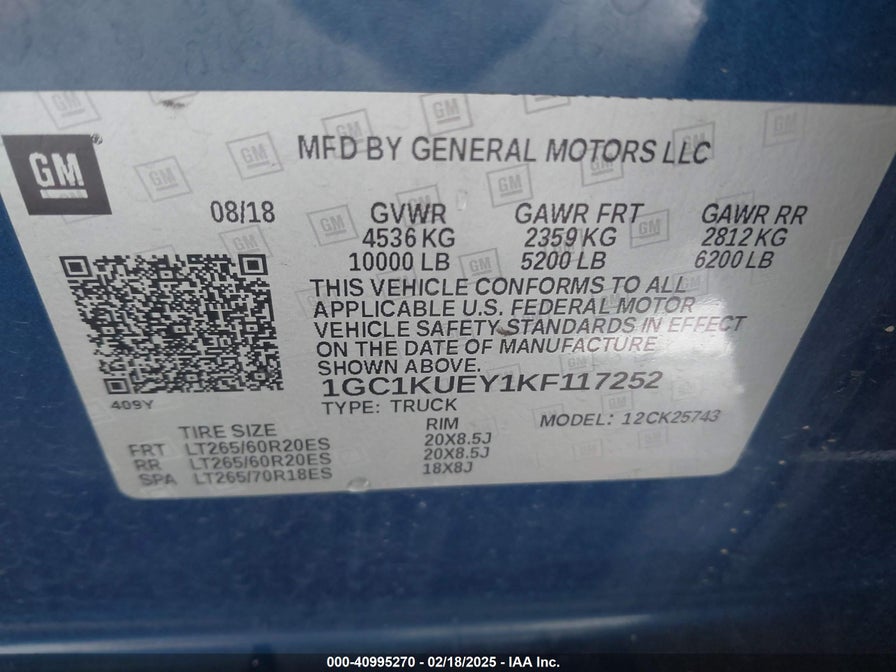 GM
MFD BY GENERAL MOTORS LLC
08/18 GVWR GAWR FRT GAWR RR
4536 KG 2359 KG 2812 KG
10000 LB 5200 LB 6200 LB
THIS VEHICLE CONFORMS TO ALL
APPLICABLE U.S. FEDERAL MOTOR
VEHICLE SAFETY STANDARDS IN EFFECT
ON THE DATE OF MANUFACTURE
SHOWN ABOVE.
1GC1KUEY1KF117252
409Y
TYPE: TRUCK MODEL: 12CK25743
TIRE SIZE RIM
FRT LT265/60R20ES 20X8.5J
RR LT265/60R20ES 20X8.5J
SPA LT265/70R18ES 18X8J
000-40995270 - 02/18/2025 - IAA Inc.